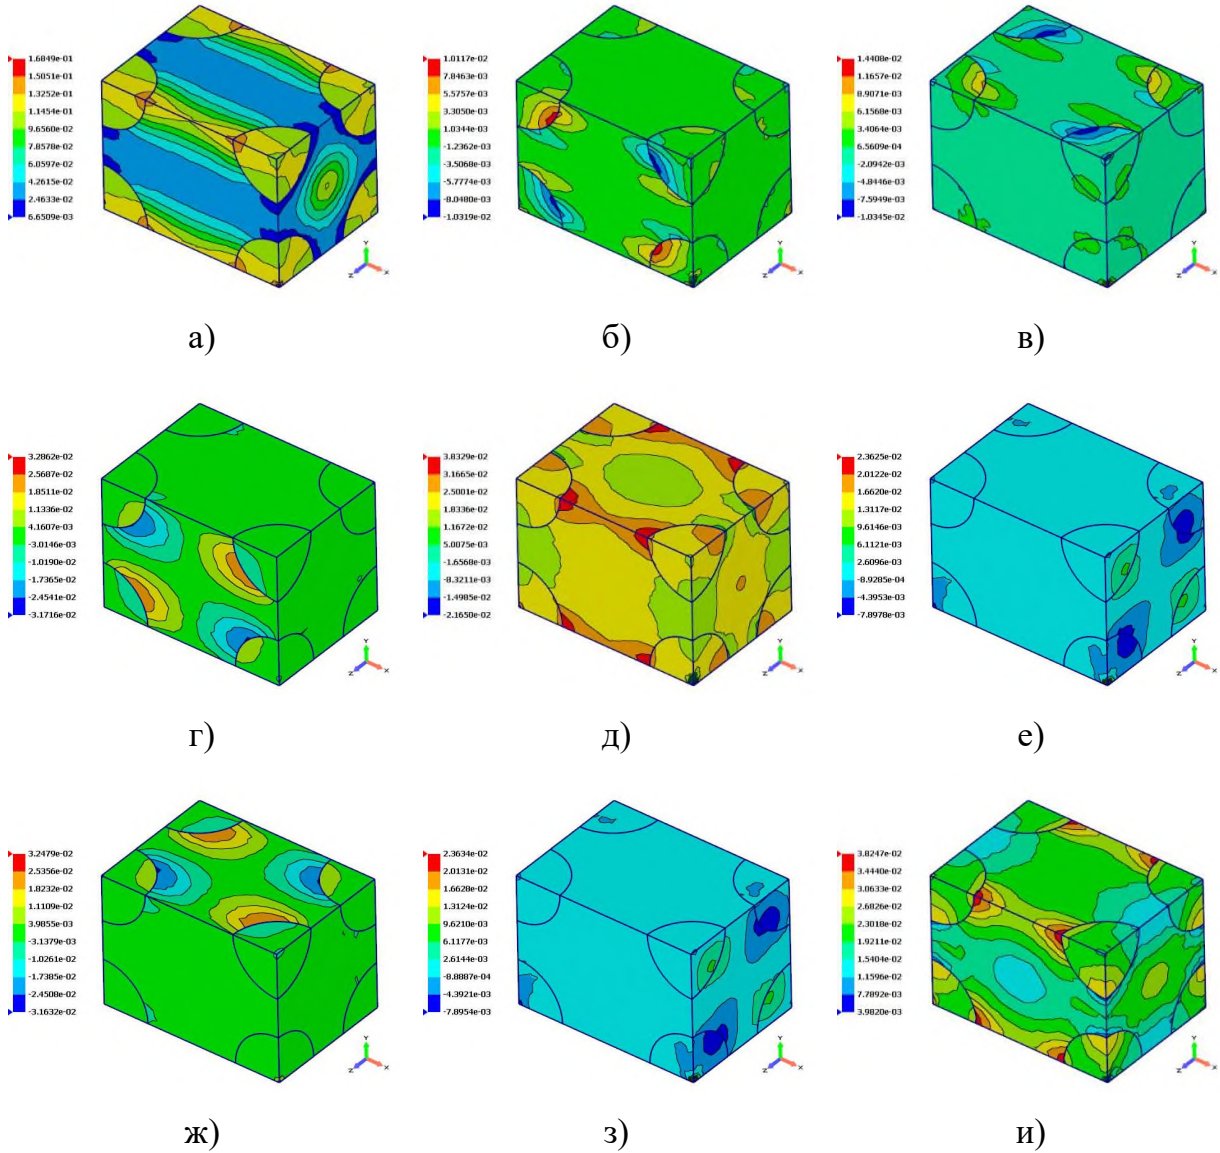 1.6849e-01
1.5051e-01
1.3252e-01
1.1454e-01
9.6560e-02
7.8578e-02
6.0597e-02
4.2615e-02
2.4633e-02
6.6509e-03
Y
Z
X
а)
1.0117e-02
7.8463e-03
5.5757e-03
3.3050e-03
1.0344e-03
-1.2362e-03
-3.5068e-03
-5.7774e-03
-8.0480e-03
-1.0319e-02
Y
Z
X
б)
1.4408e-02
1.1657e-02
8.9071e-03
6.1568e-03
3.4064e-03
6.5609e-04
-2.0942e-03
-4.8446e-03
-7.5949e-03
-1.0345e-02
Y
Z
X
в)
3.2862e-02
2.5687e-02
1.8511e-02
1.1336e-02
4.1607e-03
-3.0146e-03
-1.0190e-02
-1.7365e-02
-2.4541e-02
-3.1716e-02
Y
Z
X
г)
3.8329e-02
3.1665e-02
2.5001e-02
1.8336e-02
1.1672e-02
5.0075e-03
-1.6568e-03
-8.3211e-03
-1.4985e-02
-2.1650e-02
Y
Z
X
д)
2.3625e-02
2.0122e-02
1.6620e-02
1.3117e-02
9.6146e-03
6.1121e-03
2.6096e-03
-8.9285e-04
-4.3953e-03
-7.8978e-03
Y
Z
X
е)
3.2479e-02
2.5356e-02
1.8232e-02
1.1109e-02
3.9855e-03
-3.1379e-03
-1.0261e-02
-1.7385e-02
-2.4508e-02
-3.1632e-02
Y
Z
X
ж)
2.3634e-02
2.0131e-02
1.6628e-02
1.3124e-02
9.6210e-03
6.1177e-03
2.6144e-03
-8.8887e-04
-4.3921e-03
-7.8954e-03
Y
Z
X
з)
3.8247e-02
3.4440e-02
3.0633e-02
2.6826e-02
2.3018e-02
1.9211e-02
1.5404e-02
1.1596e-02
7.7892e-03
3.9820e-03
Y
Z
X
и)